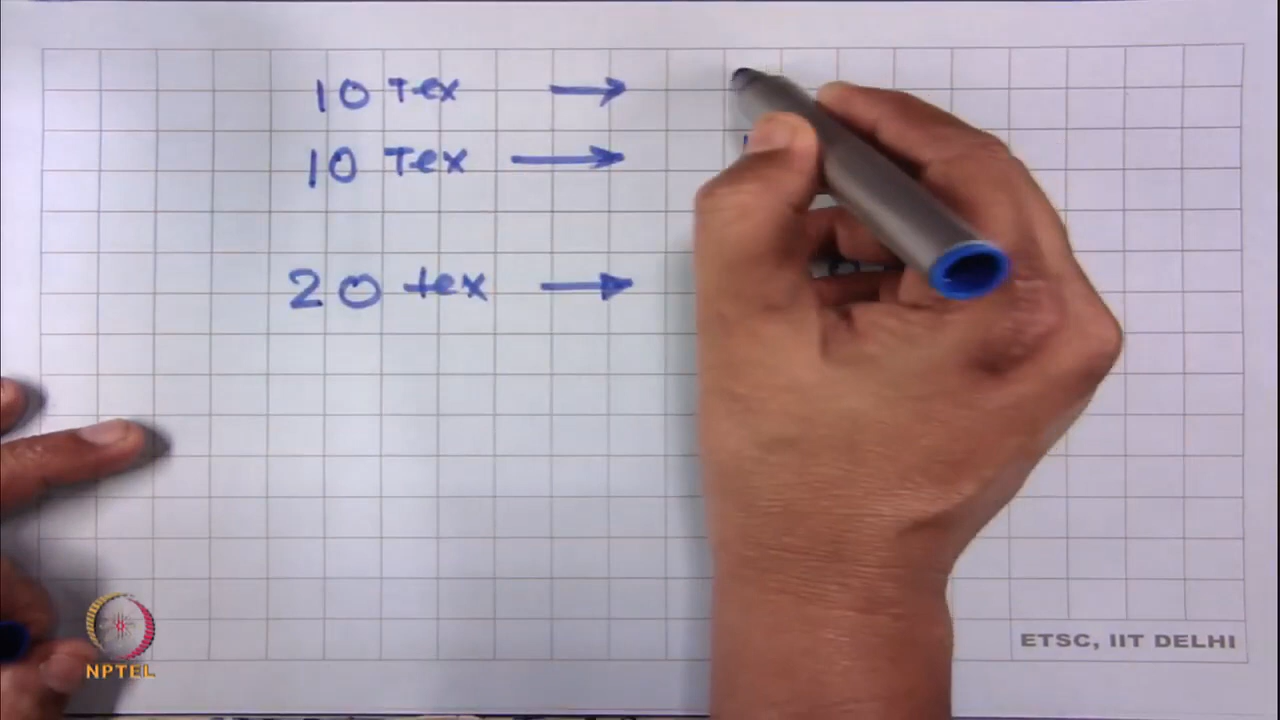 10 Tex →
10 Tex →
20 tex →
NPTEL
ETSC, IIT DELHI